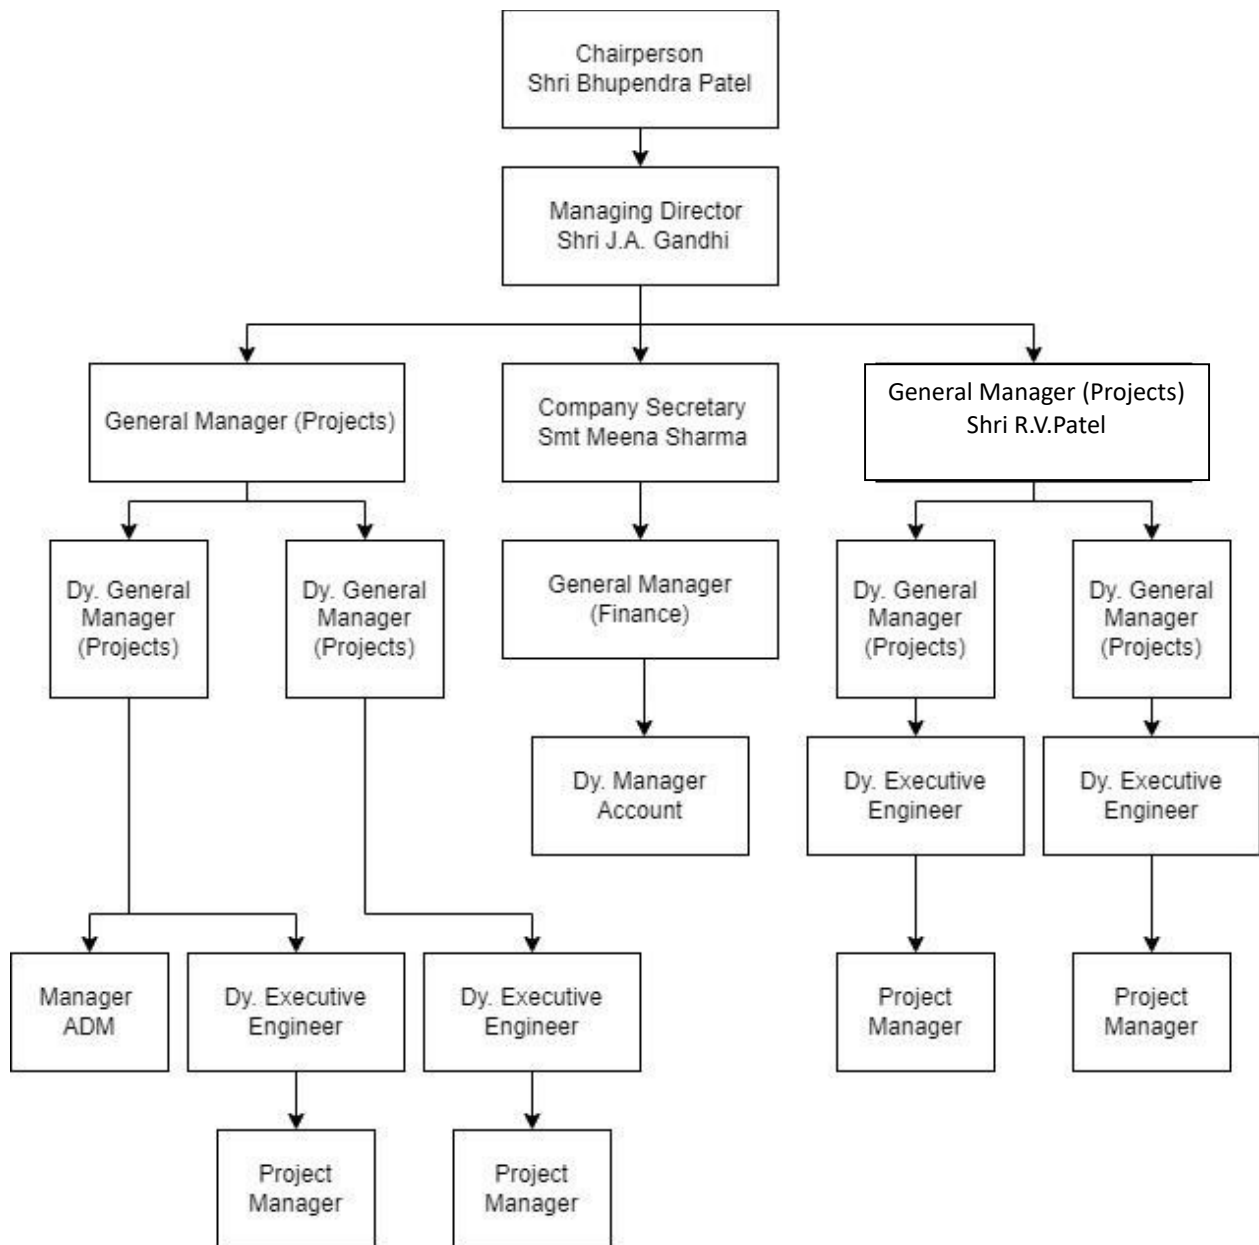 Chairperson
Shri Bhupendra Patel
Managing Director
Shri J.A. Gandhi
General Manager (Projects)
Company Secretary
Smt Meena Sharma
General Manager (Projects)
Shri R.V.Patel
Dy. General
Manager
(Projects)
Dy. General
Manager
(Projects)
General Manager
(Finance)
Dy. General
Manager
(Projects)
Dy. General
Manager
(Projects)
Dy. Manager
Account
Dy. Executive
Engineer
Dy. Executive
Engineer
Manager
ADM
Dy. Executive
Engineer
Dy. Executive
Engineer
Project
Manager
Project
Manager
Project
Manager
Project
Manager